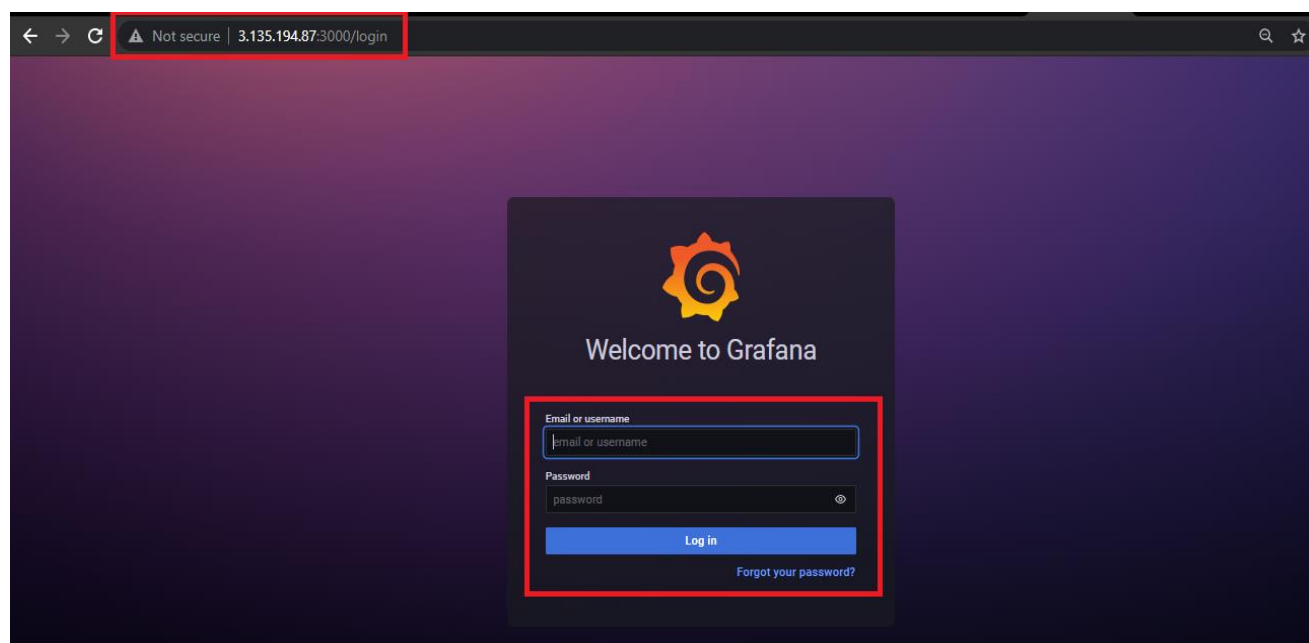 Not secure | 3.135.194.87:3000/login
Welcome to Grafana
Email or username
email or username
Password
password
Log in
Forgot your password?